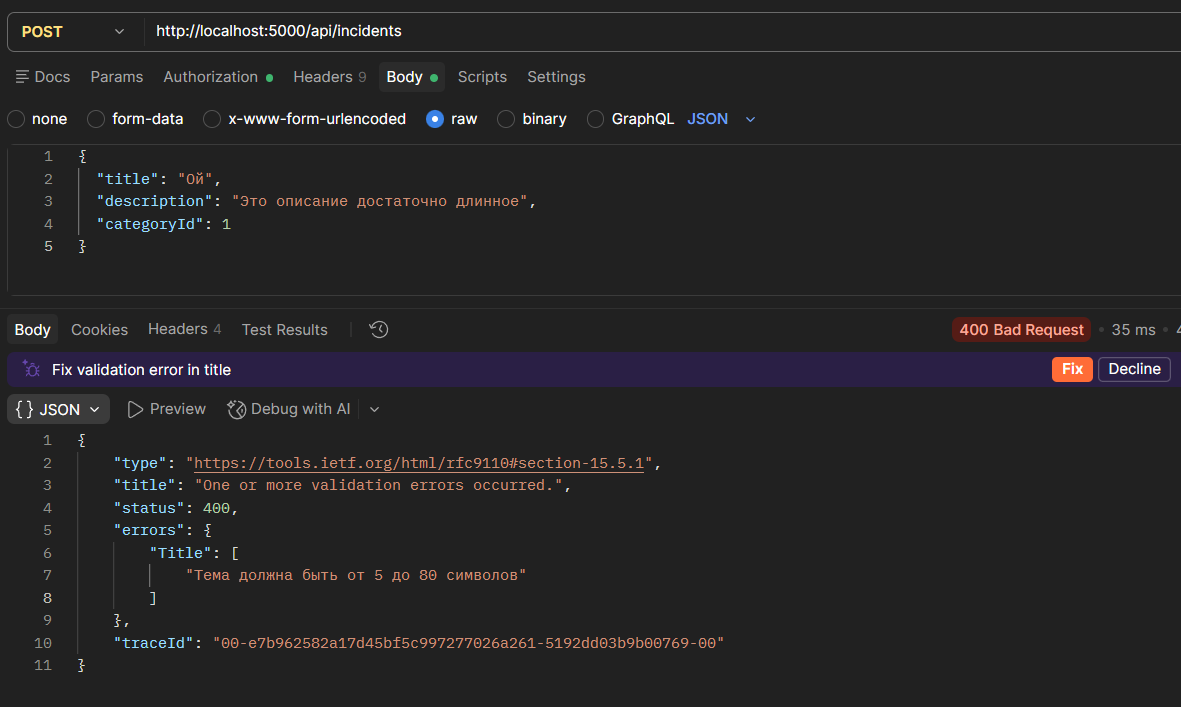 POST http://localhost:5000/api/incidents
Docs Params Authorization Headers 9 Body Scripts Settings
none form-data x-www-form-urlencoded raw binary GraphQL JSON
1 {
2 "title": "Ой",
3 "description": "Это описание достаточно длинное",
4 "categoryId": 1
5 }
Body Cookies Headers 4 Test Results 400 Bad Request • 35 ms •
Fix validation error in title Fix Decline
{} JSON Preview Debug with AI
1 {
2 "type": "https://tools.ietf.org/html/rfc9110#section-15.5.1",
3 "title": "One or more validation errors occurred.",
4 "status": 400,
5 "errors": {
6 "Title": [
7 "Тема должна быть от 5 до 80 символов"
8 ]
9 },
10 "traceId": "00-e7b962582a17d45bf5c997277026a261-5192dd03b9b00769-00"
11 }